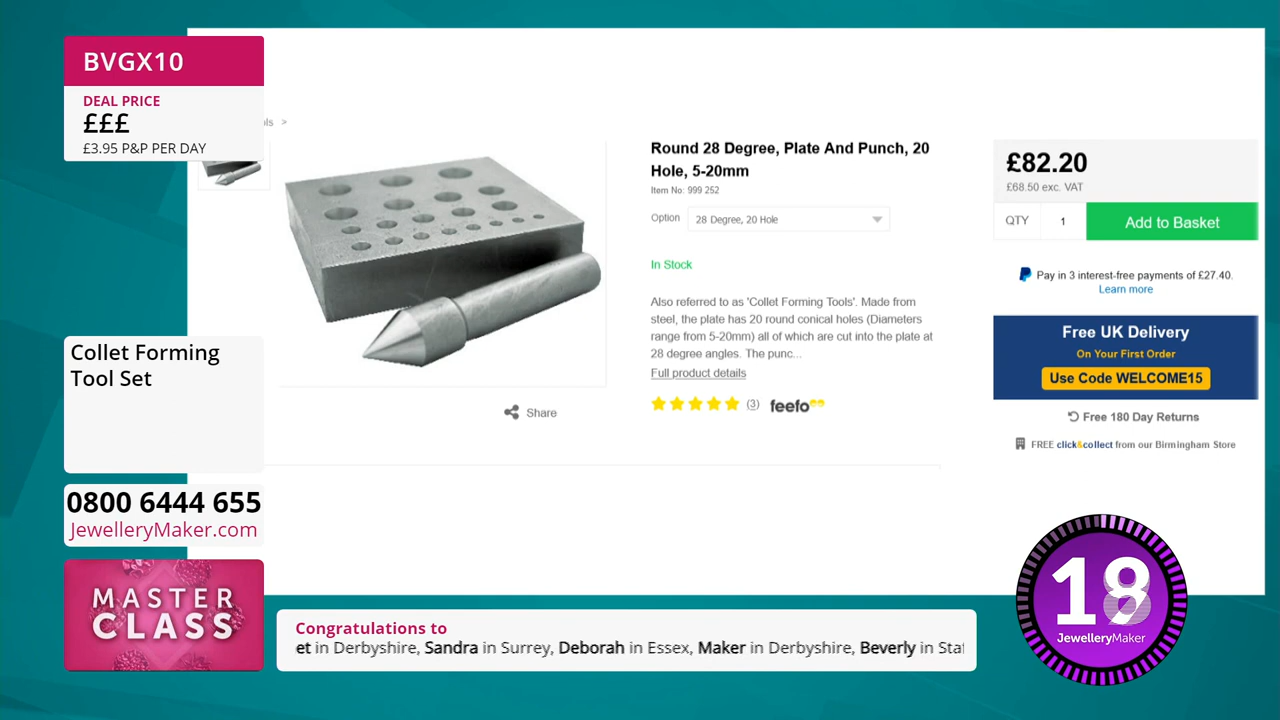 BVGX10
DEAL PRICE
£££
£3.95 P&P PER DAY
ls >
Round 28 Degree, Plate And Punch, 20
Hole, 5-20mm
Item No: 999 252
Option 28 Degree, 20 Hole
In Stock
Also referred to as 'Collet Forming Tools'. Made from
steel, the plate has 20 round conical holes (Diameters
range from 5-20mm) all of which are cut into the plate at
28 degree angles. The punc...
Full product details
(3) feefo
Share
£82.20
£68.50 exc. VAT
QTY 1 Add to Basket
Pay in 3 interest-free payments of £27.40.
Learn more
Free UK Delivery
On Your First Order
Use Code WELCOME15
Free 180 Day Returns
FREE click&collect from our Birmingham Store
Collet Forming
Tool Set
0800 6444 655
JewelleryMaker.com
MASTER
CLASS
Congratulations to
et in Derbyshire, Sandra in Surrey, Deborah in Essex, Maker in Derbyshire, Beverly in Staf
JewelleryMaker